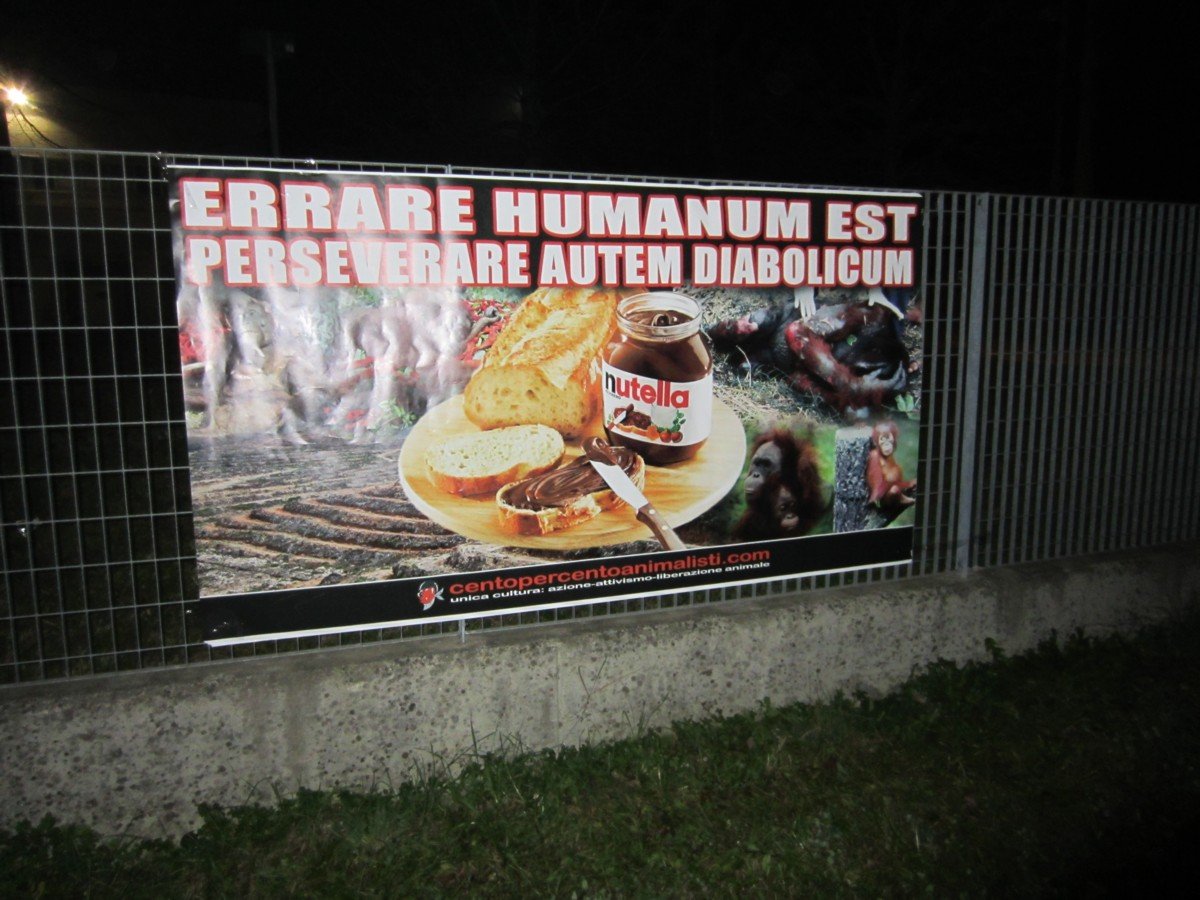 ERRARE HUMANUM EST
PERSEVERARE AUTEM DIABOLICUM
nutella
centopercentoanimalisti.com
unica cultura: azione-attivismo-liberazione animale